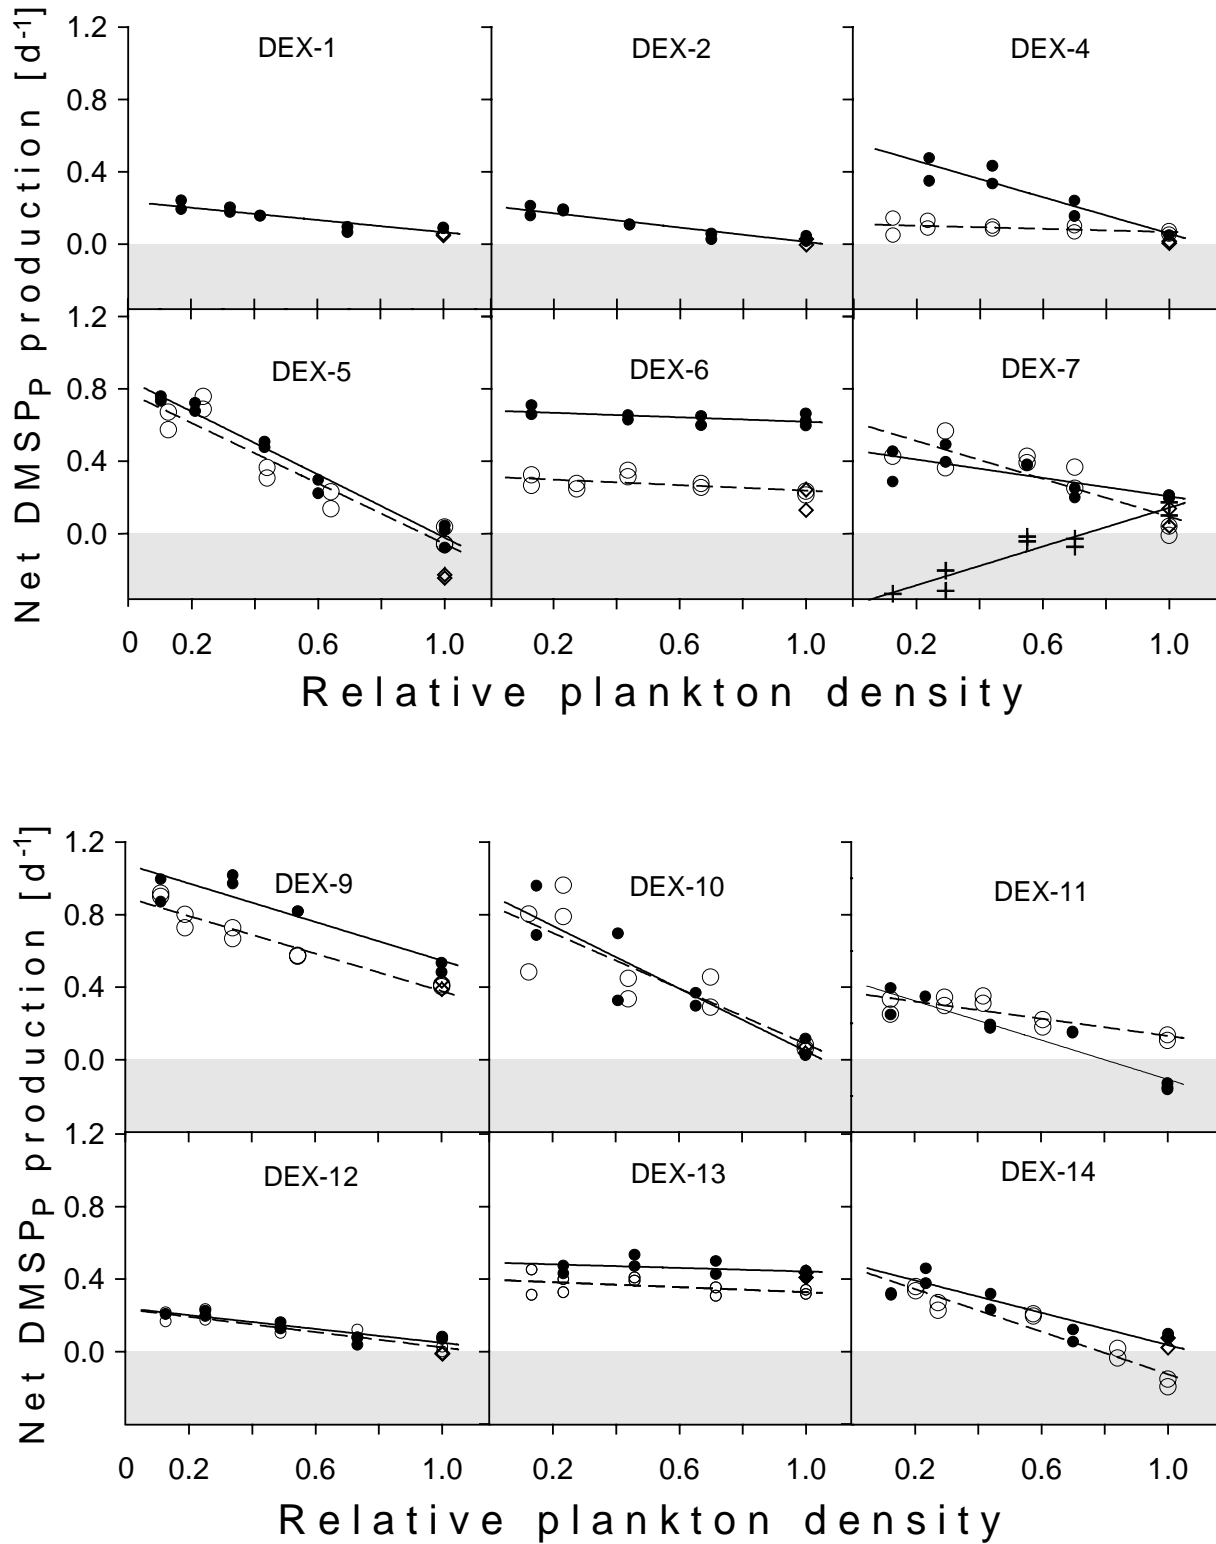 Net DMSPP production [d-1]
1.2
0.8
0.4
0.0
DEX-1
DEX-2
DEX-4
1.2
0.8
0.4
0.0
DEX-5
DEX-6
DEX-7
0 0.2 0.6 1.0 0.2 0.6 1.0 0.2 0.6 1.0
Relative plankton density
Net DMSPP production [d-1]
1.2
0.8
0.4
0.0
DEX-9
DEX-10
DEX-11
1.2
0.8
0.4
0.0
DEX-12
DEX-13
DEX-14
0 0.2 0.6 1.0 0.2 0.6 1.0 0.2 0.6 1.0
Relative plankton density